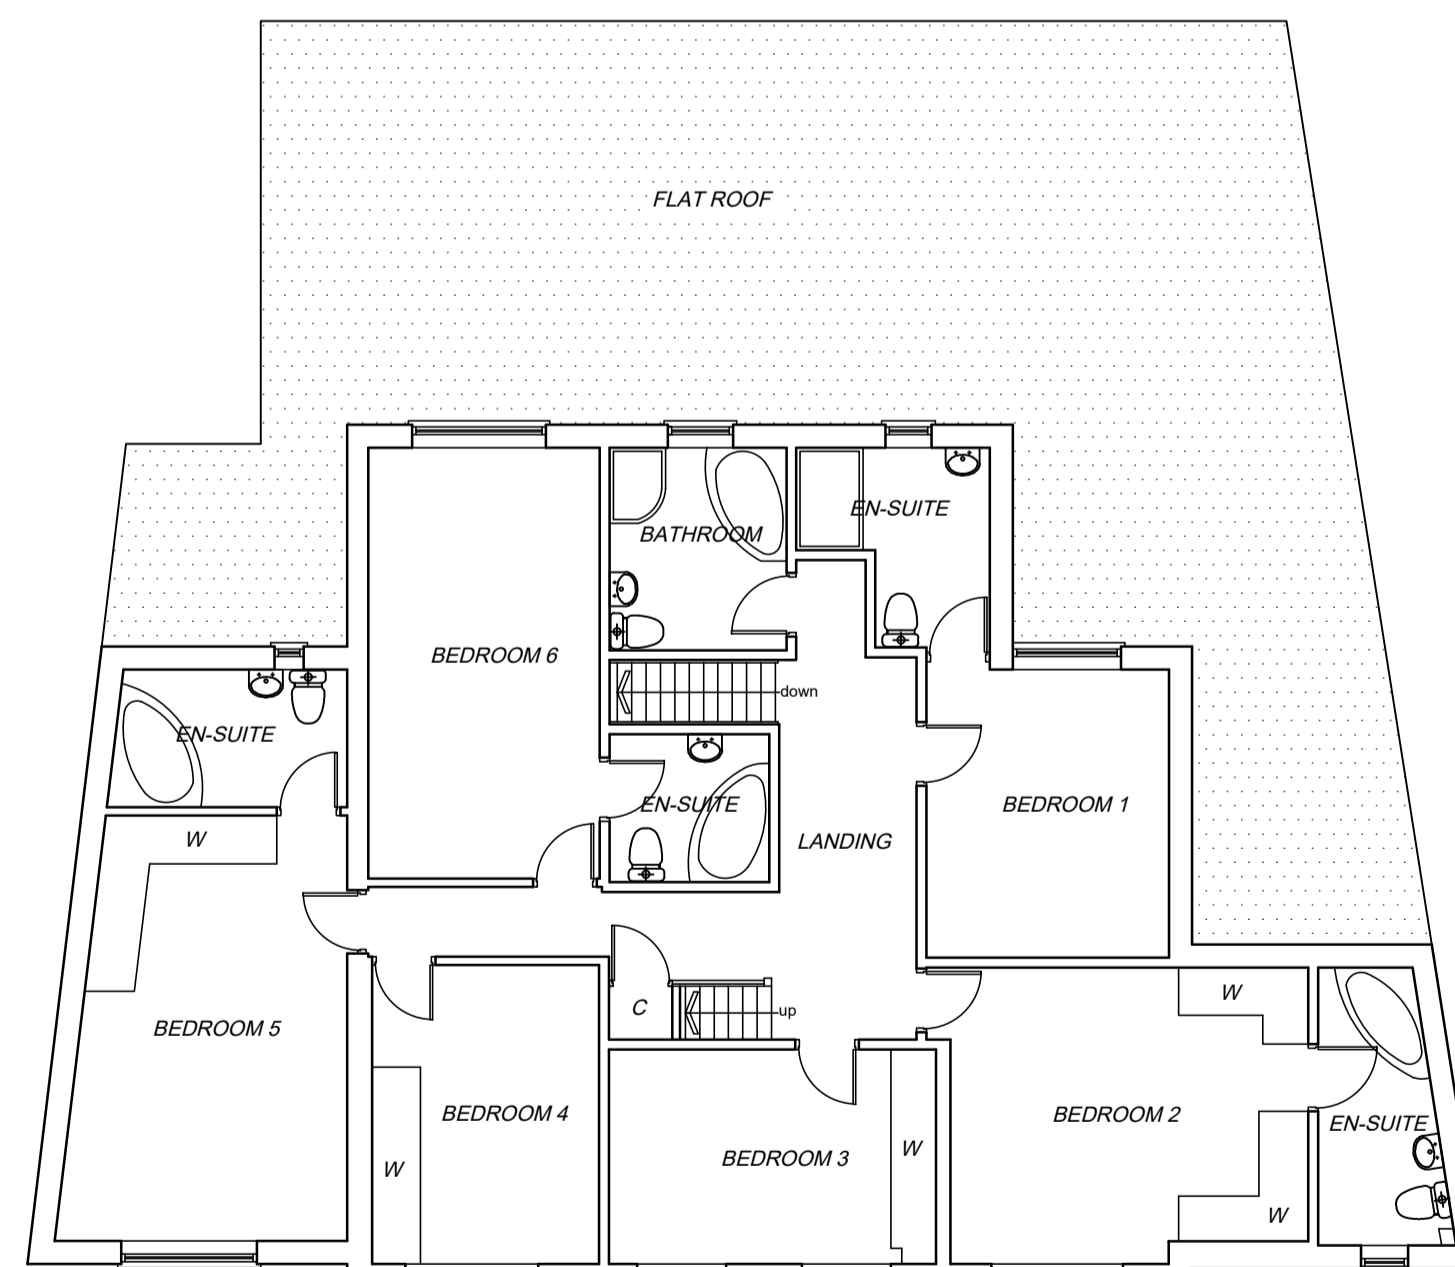 FLAT ROOF
EN-SUITE
BATHROOM
BEDROOM 6
down
EN-SUITE
EN-SUITE
BEDROOM 1
W
LANDING
W
C
up
BEDROOM 5
BEDROOM 4
BEDROOM 2
EN-SUITE
W
BEDROOM 3
W
W